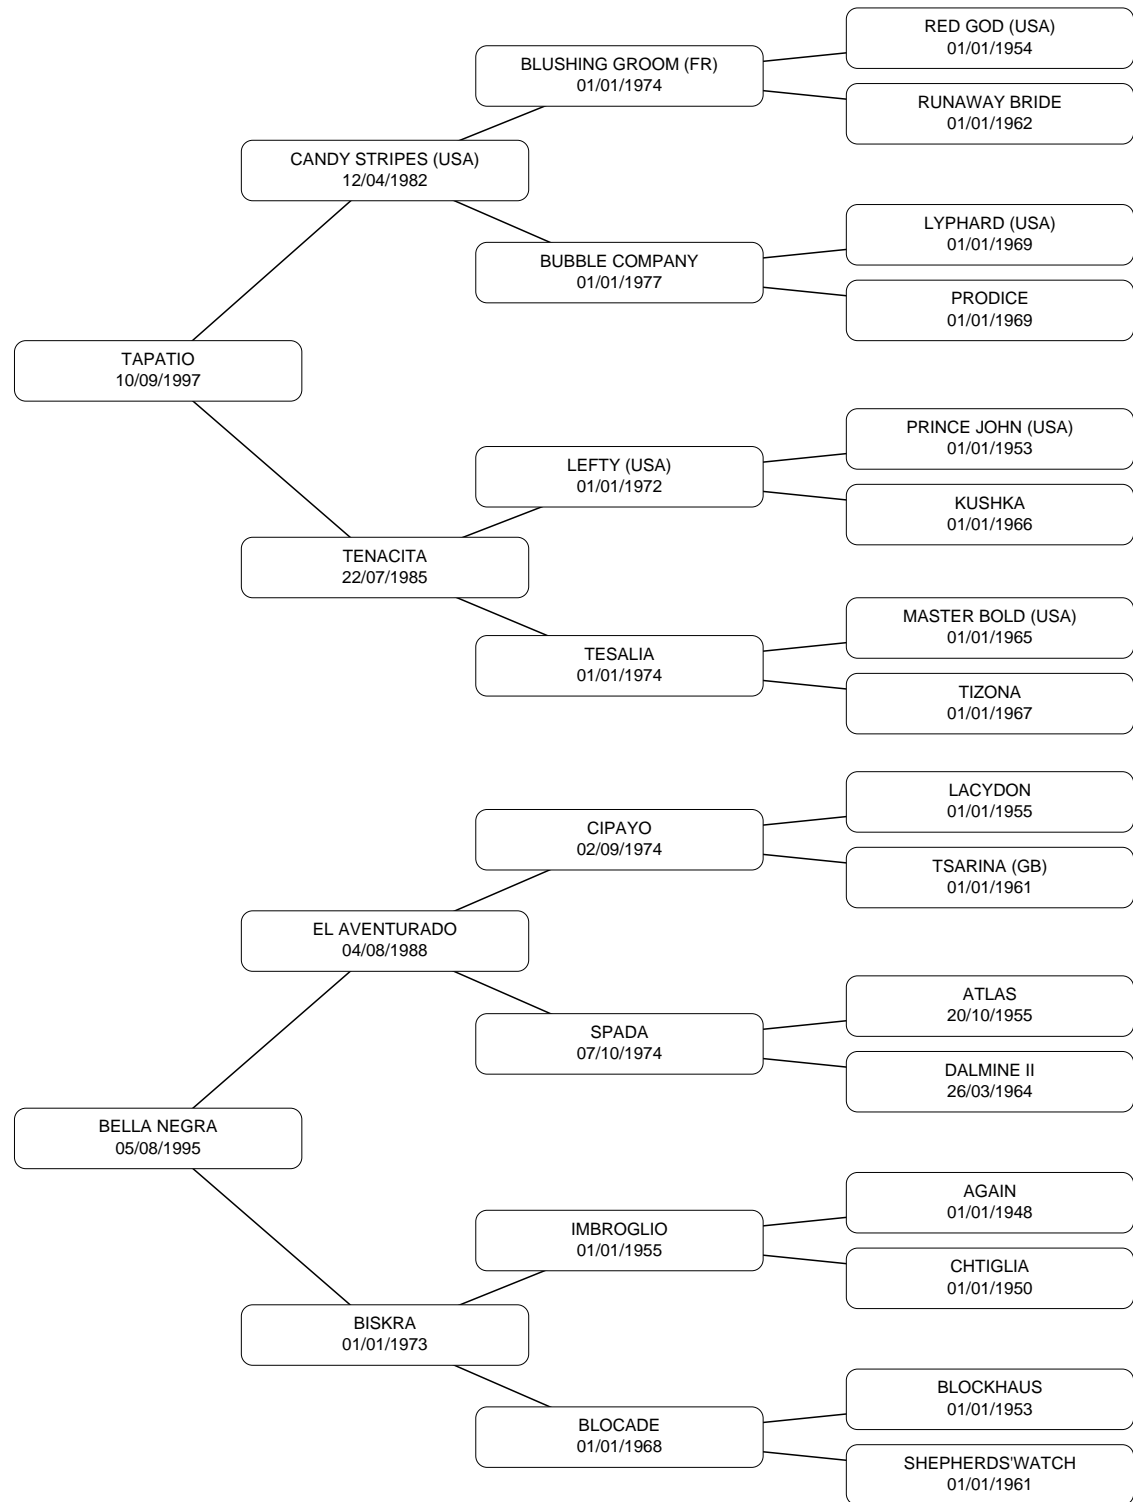 RED GOD (USA)
01/01/1954
BLUSHING GROOM (FR)
01/01/1974
RUNAWAY BRIDE
01/01/1962
CANDY STRIPES (USA)
12/04/1982
LYPHARD (USA)
01/01/1969
BUBBLE COMPANY
01/01/1977
PRODICE
01/01/1969
TAPATIO
10/09/1997
PRINCE JOHN (USA)
01/01/1953
LEFTY (USA)
01/01/1972
KUSHKA
01/01/1966
TENACITA
22/07/1985
MASTER BOLD (USA)
01/01/1965
TESALIA
01/01/1974
TIZONA
01/01/1967
LACYDON
01/01/1955
CIPAYO
02/09/1974
TSARINA (GB)
01/01/1961
EL AVENTURADO
04/08/1988
ATLAS
20/10/1955
SPADA
07/10/1974
DALMINE II
26/03/1964
BELLA NEGRA
05/08/1995
AGAIN
01/01/1948
IMBROGLIO
01/01/1955
CHTIGLIA
01/01/1950
BISKRA
01/01/1973
BLOCKHAUS
01/01/1953
BLOCADE
01/01/1968
SHEPHERDS'WATCH
01/01/1961